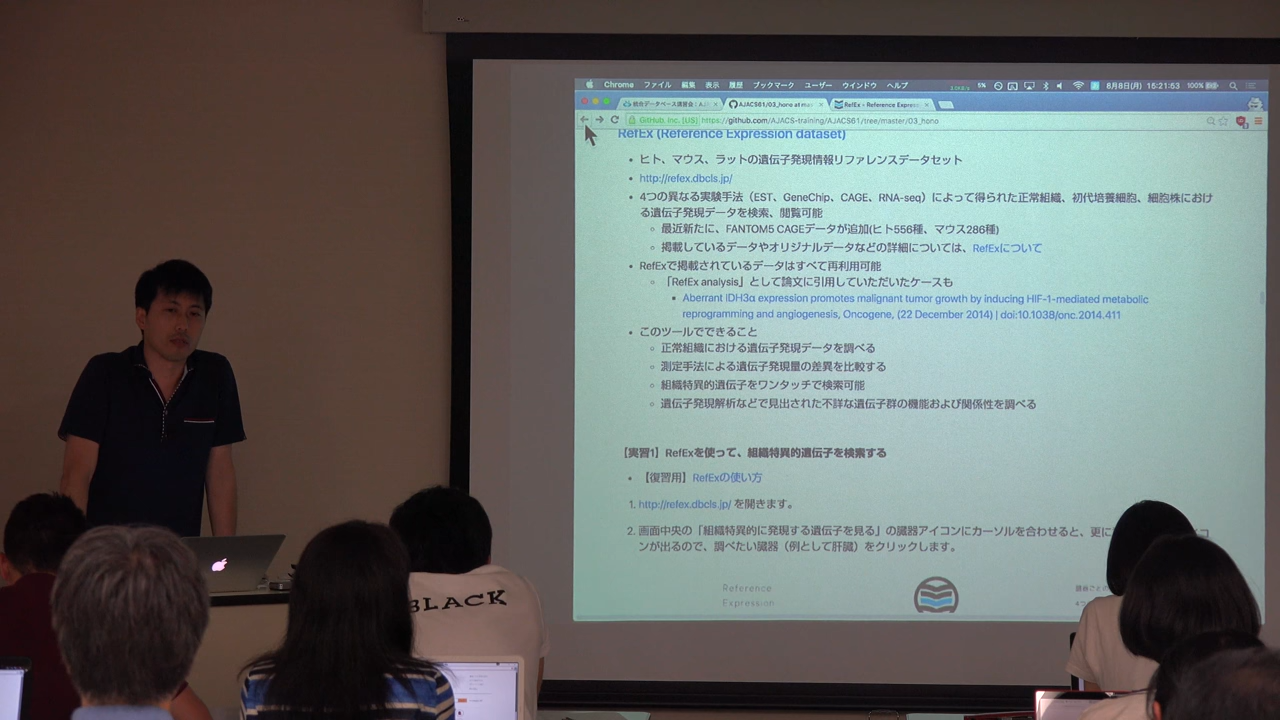 Chrome ファイル 編集 表示 履歴 ブックマーク ユーザー ウインドウ ヘルプ 5% 8月8日(月) 15:21:53 100%
統合データベース講習会：AJ AJACS61/03_hono at mas RefEx - Reference Express
GitHub, Inc. [US] https://github.com/AJACS-training/AJACS61/tree/master/03_hono
RefEx (Reference Expression dataset)
• ヒト、マウス、ラットの遺伝子発現情報リファレンスデータセット
• http://refex.dbcls.jp/
• 4つの異なる実験手法（EST、GeneChip、CAGE、RNA-seq）によって得られた正常組織、初代培養細胞、細胞株におけ
る遺伝子発現データを検索、閲覧可能
◦ 最近新たに、FANTOM5 CAGEデータが追加(ヒト556種、マウス286種)
◦ 掲載しているデータやオリジナルデータなどの詳細については、RefExについて
• RefExで掲載されているデータはすべて再利用可能
◦ 「RefEx analysis」として論文に引用していただいたケースも
▪ Aberrant IDH3α expression promotes malignant tumor growth by inducing HIF-1-mediated metabolic
reprogramming and angiogenesis, Oncogene, (22 December 2014) | doi:10.1038/onc.2014.411
• このツールでできること
◦ 正常組織における遺伝子発現データを調べる
◦ 測定手法による遺伝子発現量の差異を比較する
◦ 組織特異的遺伝子をワンタッチで検索可能
◦ 遺伝子発現解析などで見出された不詳な遺伝子群の機能および関係性を調べる
【実習1】RefExを使って、組織特異的遺伝子を検索する
• 【復習用】RefExの使い方
1. http://refex.dbcls.jp/ を開きます。
2. 画面中央の「組織特異的に発現する遺伝子を見る」の臓器アイコンにカーソルを合わせると、更に コ
ンが出るので、調べたい臓器（例として肝臓）をクリックします。
Reference
Expression
BLACK